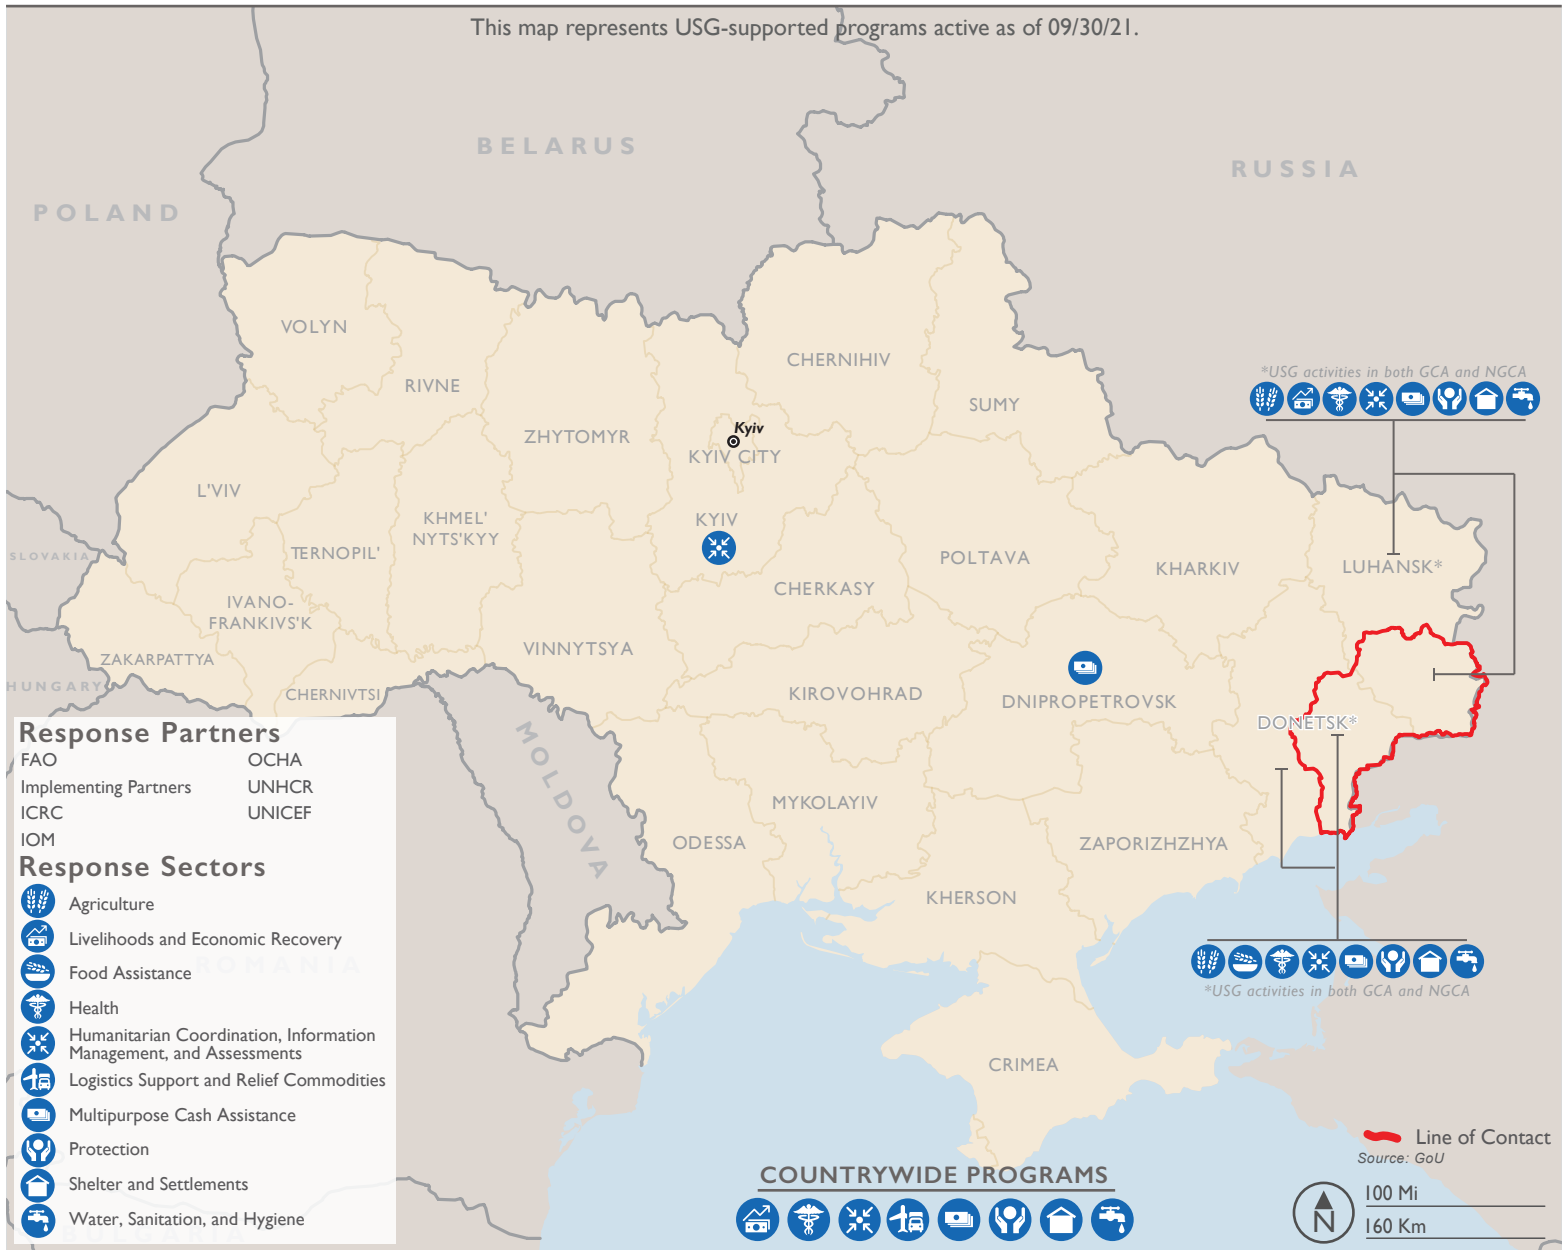 This map represents USG-supported programs active as of 09/30/21.
BELARUS
RUSSIA
POLAND
VOLYN
RIVNE
CHERNIHIV
SUMY
*USG activities in both GCA and NGCA
ZHYTOMYR
Kyiv
KYIV CITY
L'VIV
KHMEL'
NYTS'KYY
KYIV
SLOVAKIA
TERNOPIL'
POLTAVA
KHARKIV
LUHANSK*
CHERKASY
IVANO-
FRANKIVS'K
VINNYTSYA
ZAKARPATTYA
HUNGARY
CHERNIVTSI
KIROVOHRAD
DNIPROPETROVSK
DONETSK*
MOLDOVA
MYKOLAYIV
ODESSA
ZAPORIZHZHYA
KHERSON
*USG activities in both GCA and NGCA
CRIMEA
Response Partners
FAO
Implementing Partners
ICRC
IOM
OCHA
UNHCR
UNICEF
Response Sectors
Agriculture
Livelihoods and Economic Recovery
Food Assistance
ROMANIA
Health
Humanitarian Coordination, Information
Management, and Assessments
Logistics Support and Relief Commodities
Multipurpose Cash Assistance
Protection
Shelter and Settlements
Water, Sanitation, and Hygiene
BULGARIA
COUNTRYWIDE PROGRAMS
Line of Contact
Source: GoU
N
100 Mi
160 Km